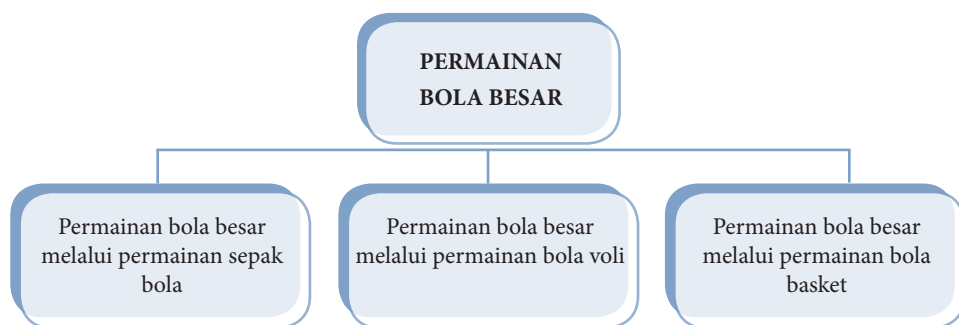 PERMAINAN
BOLA BESAR
Permainan bola besar
melalui permainan sepak
bola
Permainan bola besar
melalui permainan bola voli
Permainan bola besar
melalui permainan bola
basket